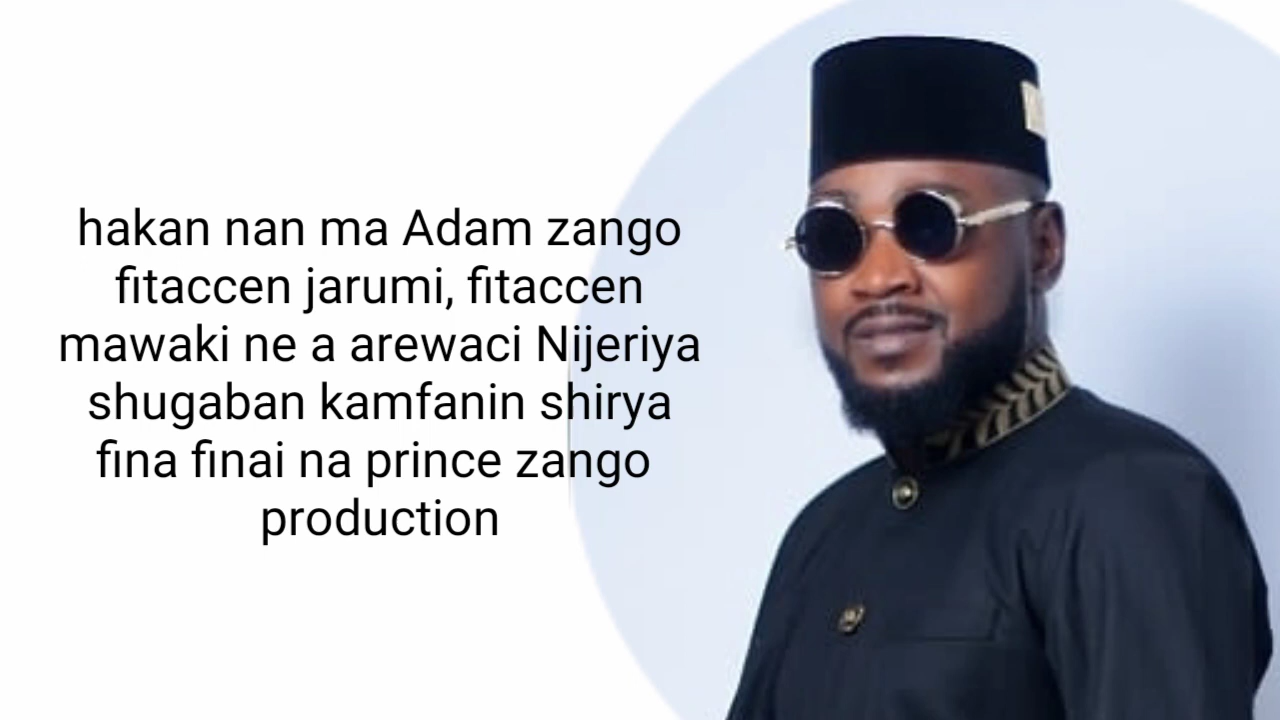 hakan nan ma Adam zango
fitaccen jarumi, fitaccen
mawaki ne a arewaci Nijeriya
shugaban kamfanin shirya
fina finai na prince zango
production